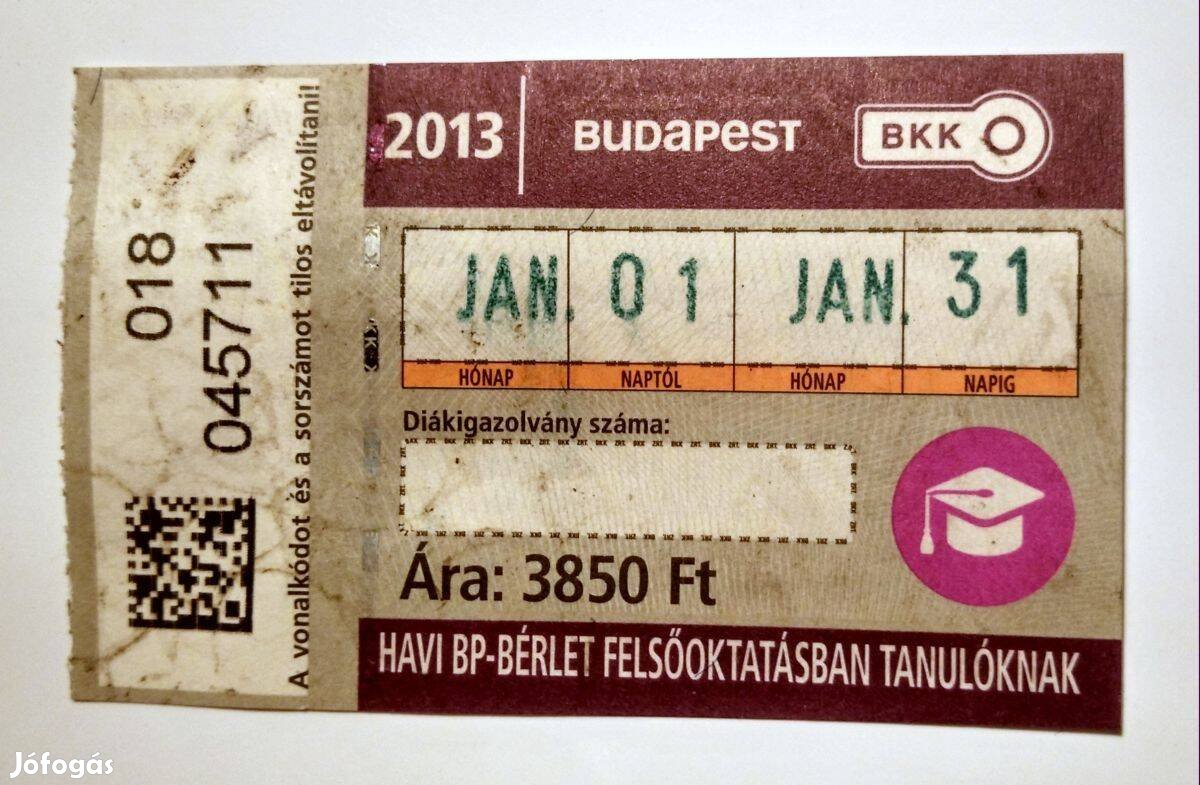 018
045711
A vonalkódot és a sorszámot tilos eltávolítani!
2013 BUDAPEST BKK
JAN. 01 JAN. 31
HÓNAP NAPTÓL HÓNAP NAPIG
Diákigazolvány száma:
Ára: 3850 Ft
HAVI BP-BÉRLET FELSŐOKTATÁSBAN TANULÓKNAK
Jófogás